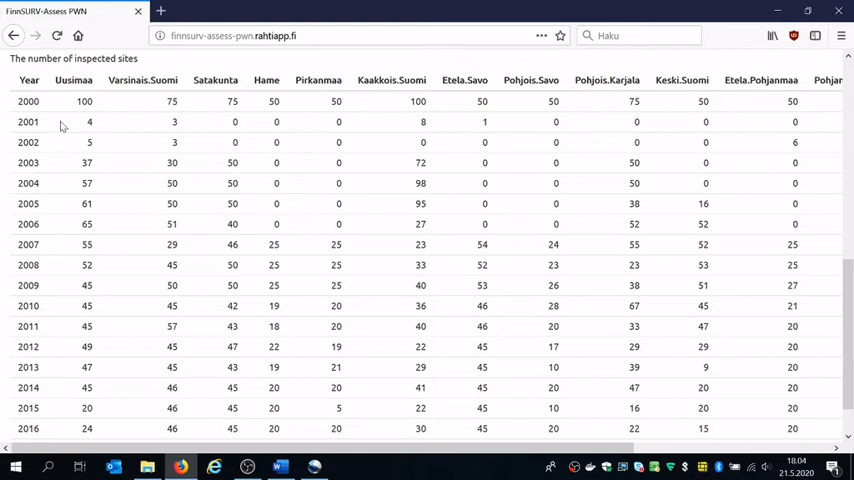 FinnSURV-Assess PWN
finnsurv-assess-pwn.rahtiapp.fi
Haku
The number of inspected sites
Year Uusimaa Varsinais.Suomi Satakunta Hame Pirkanmaa Kaakkois.Suomi Etela.Savo Pohjois.Savo Pohjois.Karjala Keski.Suomi Etela.Pohjanmaa Pohjan
2000 100 75 75 50 50 100 50 50 75 50 50
2001 4 3 0 0 0 8 1 0 0 0 0
2002 5 3 0 0 0 0 0 0 0 0 6
2003 37 30 50 0 0 72 0 0 50 0 0
2004 57 50 50 0 0 98 0 0 50 0 0
2005 61 50 50 0 0 95 0 0 38 16 0
2006 65 51 40 0 0 27 0 0 52 52 0
2007 55 29 46 25 25 23 54 24 55 52 25
2008 52 45 50 25 25 33 52 23 23 53 25
2009 45 50 50 25 25 40 53 26 38 51 27
2010 45 45 42 19 20 36 46 28 67 45 21
2011 45 57 43 18 20 40 46 20 33 47 20
2012 49 45 47 22 19 22 45 17 29 29 20
2013 47 45 43 19 21 29 45 10 39 9 20
2014 45 46 45 20 20 41 45 20 47 20 20
2015 20 46 45 20 5 22 45 10 16 20 20
2016 24 46 45 20 20 30 45 20 22 15 20
18.04
21.5.2020